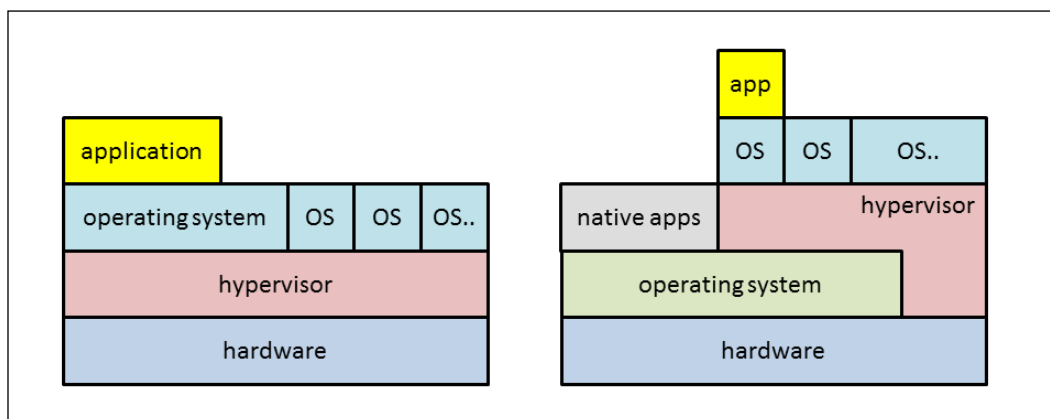 application
operating system
OS
OS
OS..
hypervisor
hardware
app
OS
OS
OS..
native apps
hypervisor
operating system
hardware